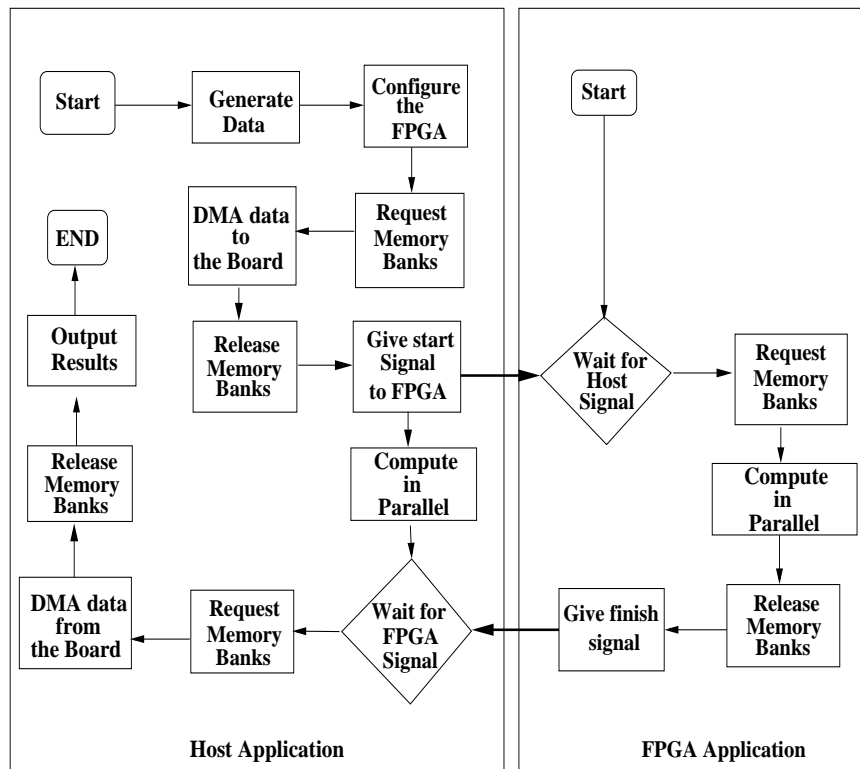 Start
Generate
Data
Configure
the
FPGA
Request
Memory
Banks
DMA data
to
the Board
Release
Memory
Banks
Give start
Signal
to FPGA
Compute
in
Parallel
Wait for
FPGA
Signal
Request
Memory
Banks
DMA data
from
the Board
Release
Memory
Banks
Output
Results
END
Host Application
Start
Wait for
Host
Signal
Request
Memory
Banks
Compute
in
Parallel
Release
Memory
Banks
Give finish
signal
FPGA Application